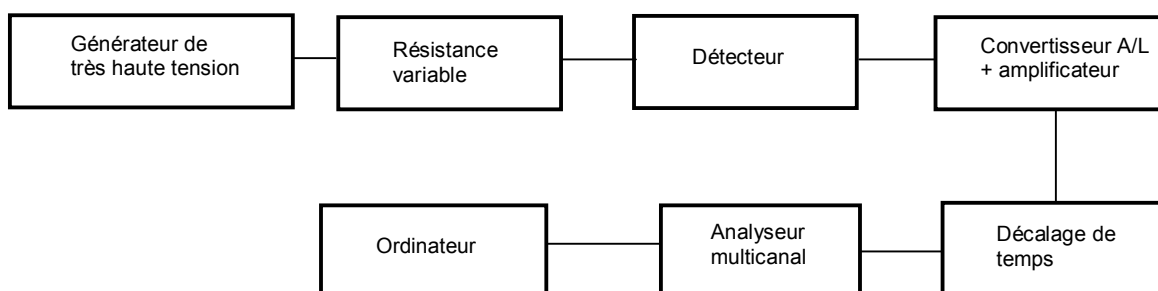 Générateur de
très haute tension
Résistance
variable
Détecteur
Convertisseur A/L
+ amplificateur
Ordinateur
Analyseur
multicanal
Décalage de
temps